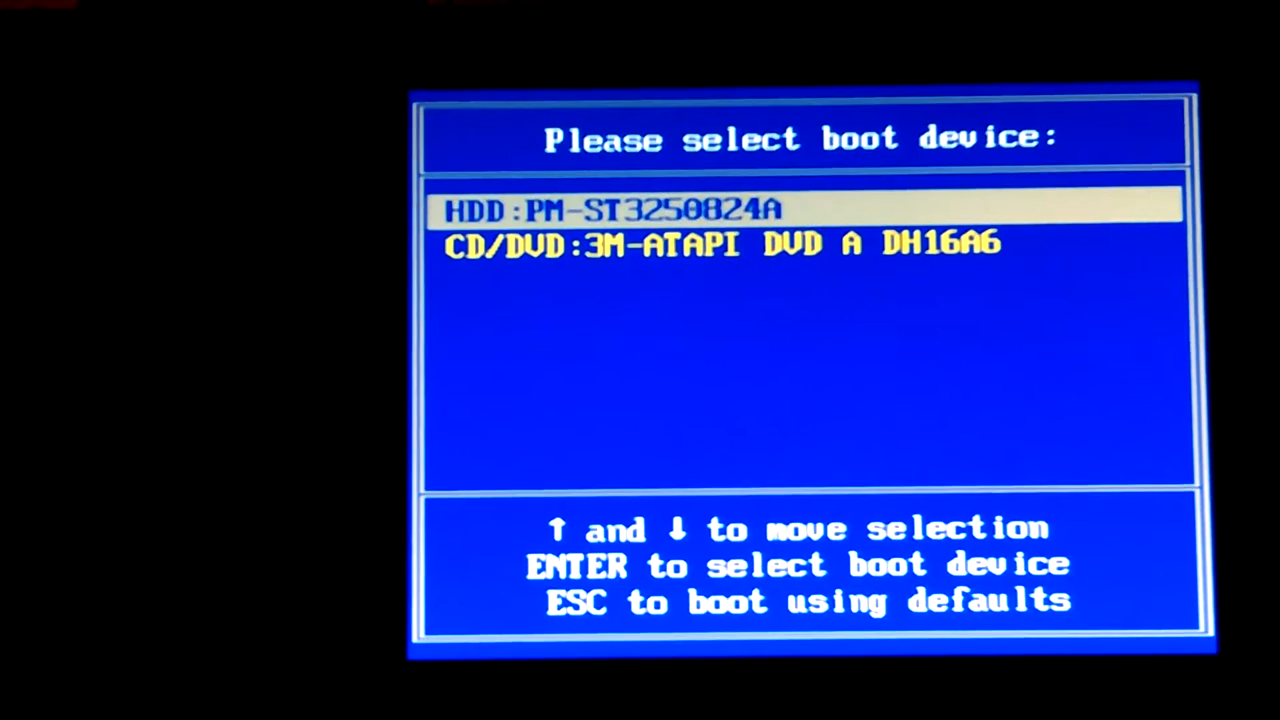 Please select boot device:
HDD:PM-ST3250824A
CD/DVD:3M-ATAPI DVD A DH16A6
↑ and ↓ to move selection
ENTER to select boot device
ESC to boot using defaults